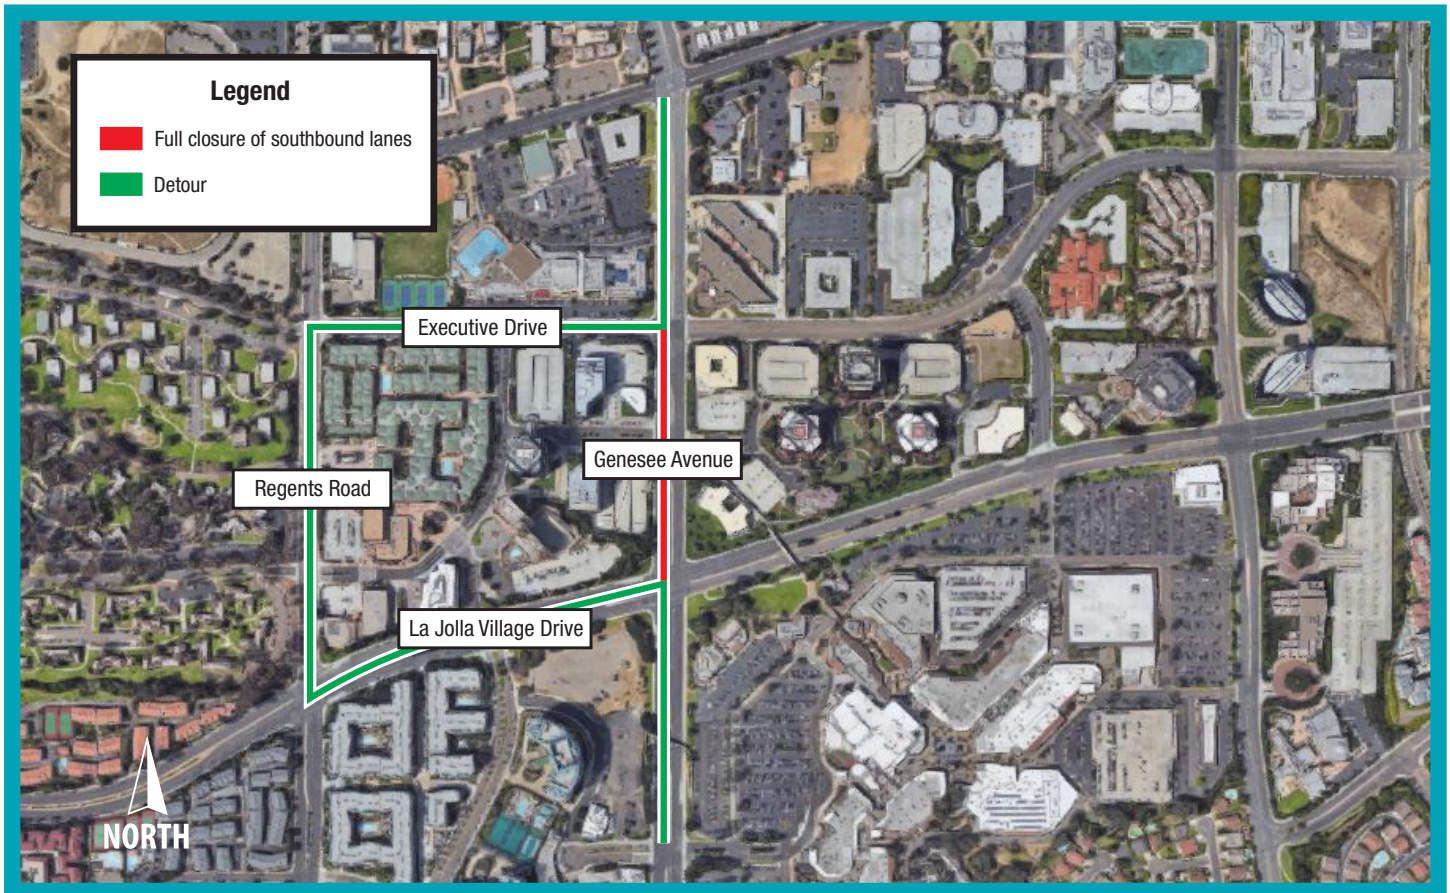 Legend
Full closure of southbound lanes
Detour
Executive Drive
Genesee Avenue
Regents Road
La Jolla Village Drive
NORTH